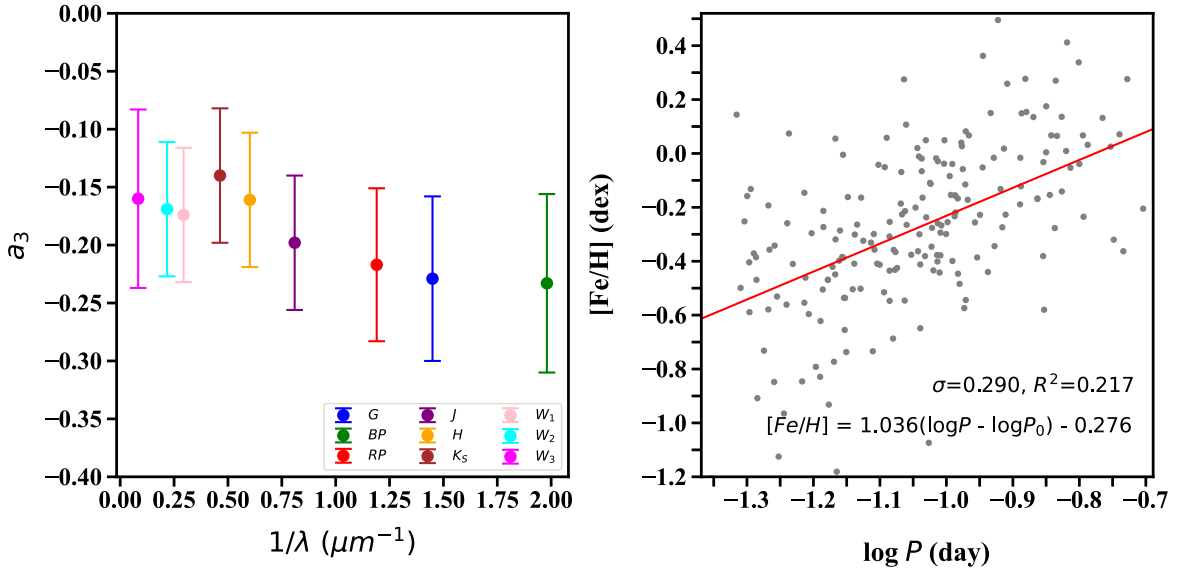 0.00
−0.05
−0.10
−0.15
−0.20
−0.25
−0.30
−0.35
−0.40
a3
0.00 0.25 0.50 0.75 1.00 1.25 1.50 1.75 2.00
1/λ (μm⁻¹)
G J W1
BP H W2
RP KS W3
0.4
0.2
0.0
−0.2
−0.4
−0.6
−0.8
−1.0
−1.2
[Fe/H] (dex)
σ=0.290, R²=0.217
[Fe/H] = 1.036(logP - logP0) - 0.276
−1.3 −1.2 −1.1 −1.0 −0.9 −0.8 −0.7
log P (day)